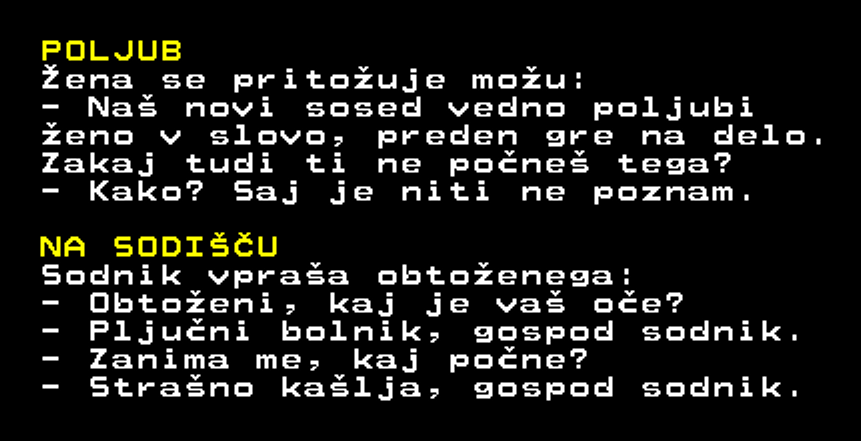 POLJUB
Žena se pritožuje možu:
- Naš novi sosed vedno poljubi
ženo v slovo, preden gre na delo.
Zakaj tudi ti ne počneš tega?
- Kako? Saj je niti ne poznam.
NA SODIŠČU
Sodnik vpraša obtoženega:
- Obtoženi, kaj je vaš oče?
- Pljučni bolnik, gospod sodnik.
- Zanima me, kaj počne?
- Strašno kašlja, gospod sodnik.